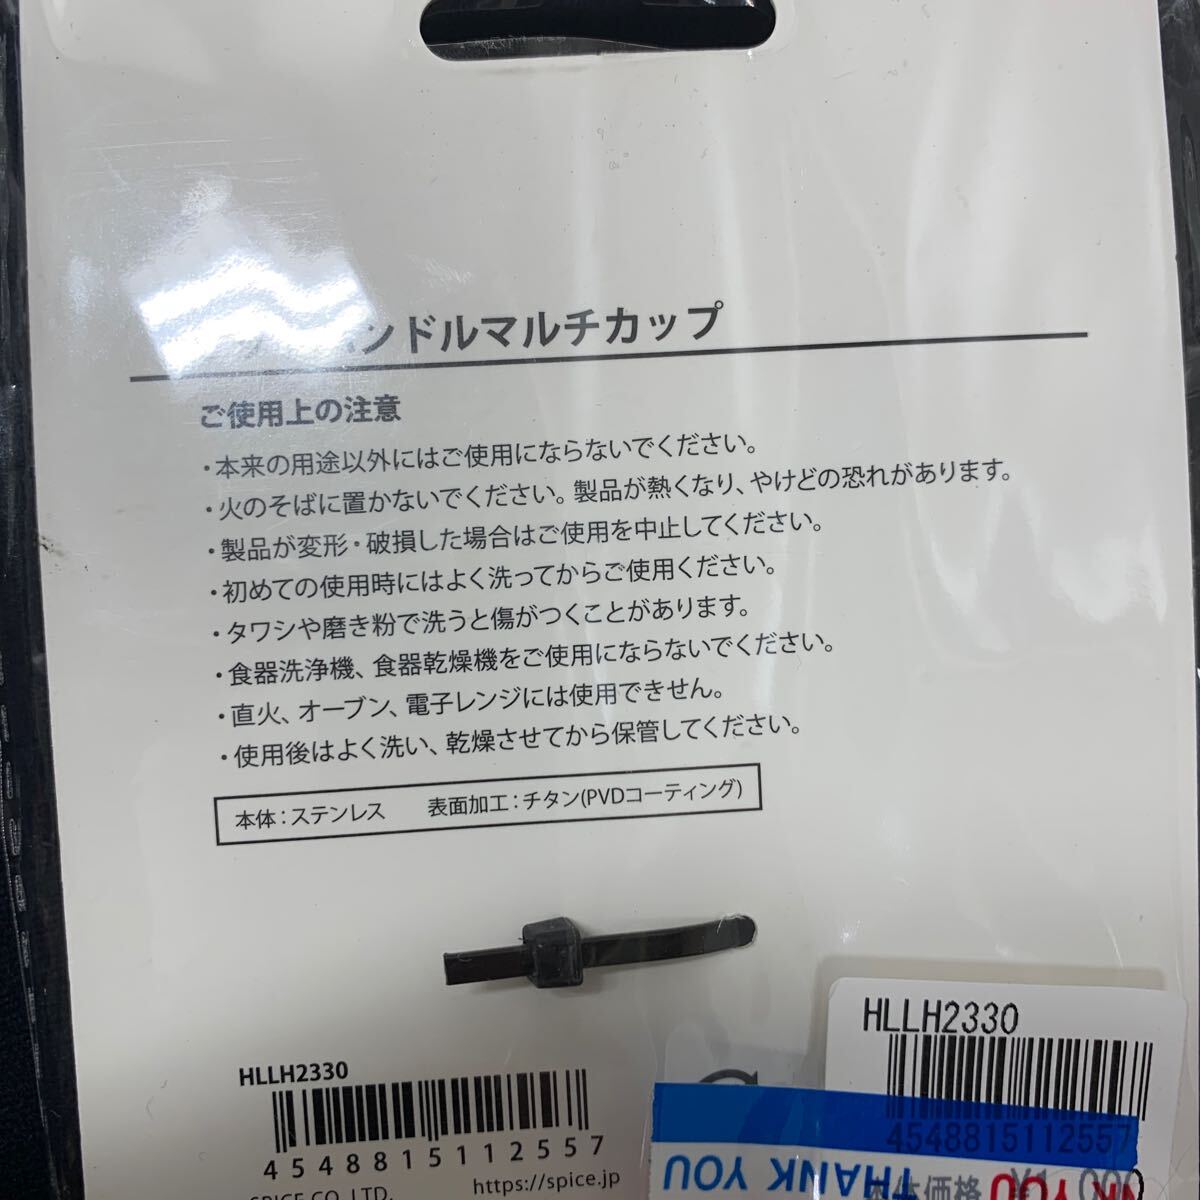 ンドルマルチカップ
ご使用上の注意
・本来の用途以外にはご使用にならないでください。
・火のそばに置かないでください。製品が熱くなり、やけどの恐れがあります。
・製品が変形・破損した場合はご使用を中止してください。
・初めての使用時にはよく洗ってからご使用ください。
・タワシや磨き粉で洗うと傷がつくことがあります。
・食器洗浄機、食器乾燥機をご使用にならないでください。
・直火、オーブン、電子レンジには使用できせん。
・使用後はよく洗い、乾燥させてから保管してください。
本体：ステンレス 表面加工：チタン(PVDコーティング)
HLLH2330
4548815112557
SPICE CO.,LTD. https://spice.jp
HLLH2330
4548815112557
本体価格
THANK YOU
K YOU